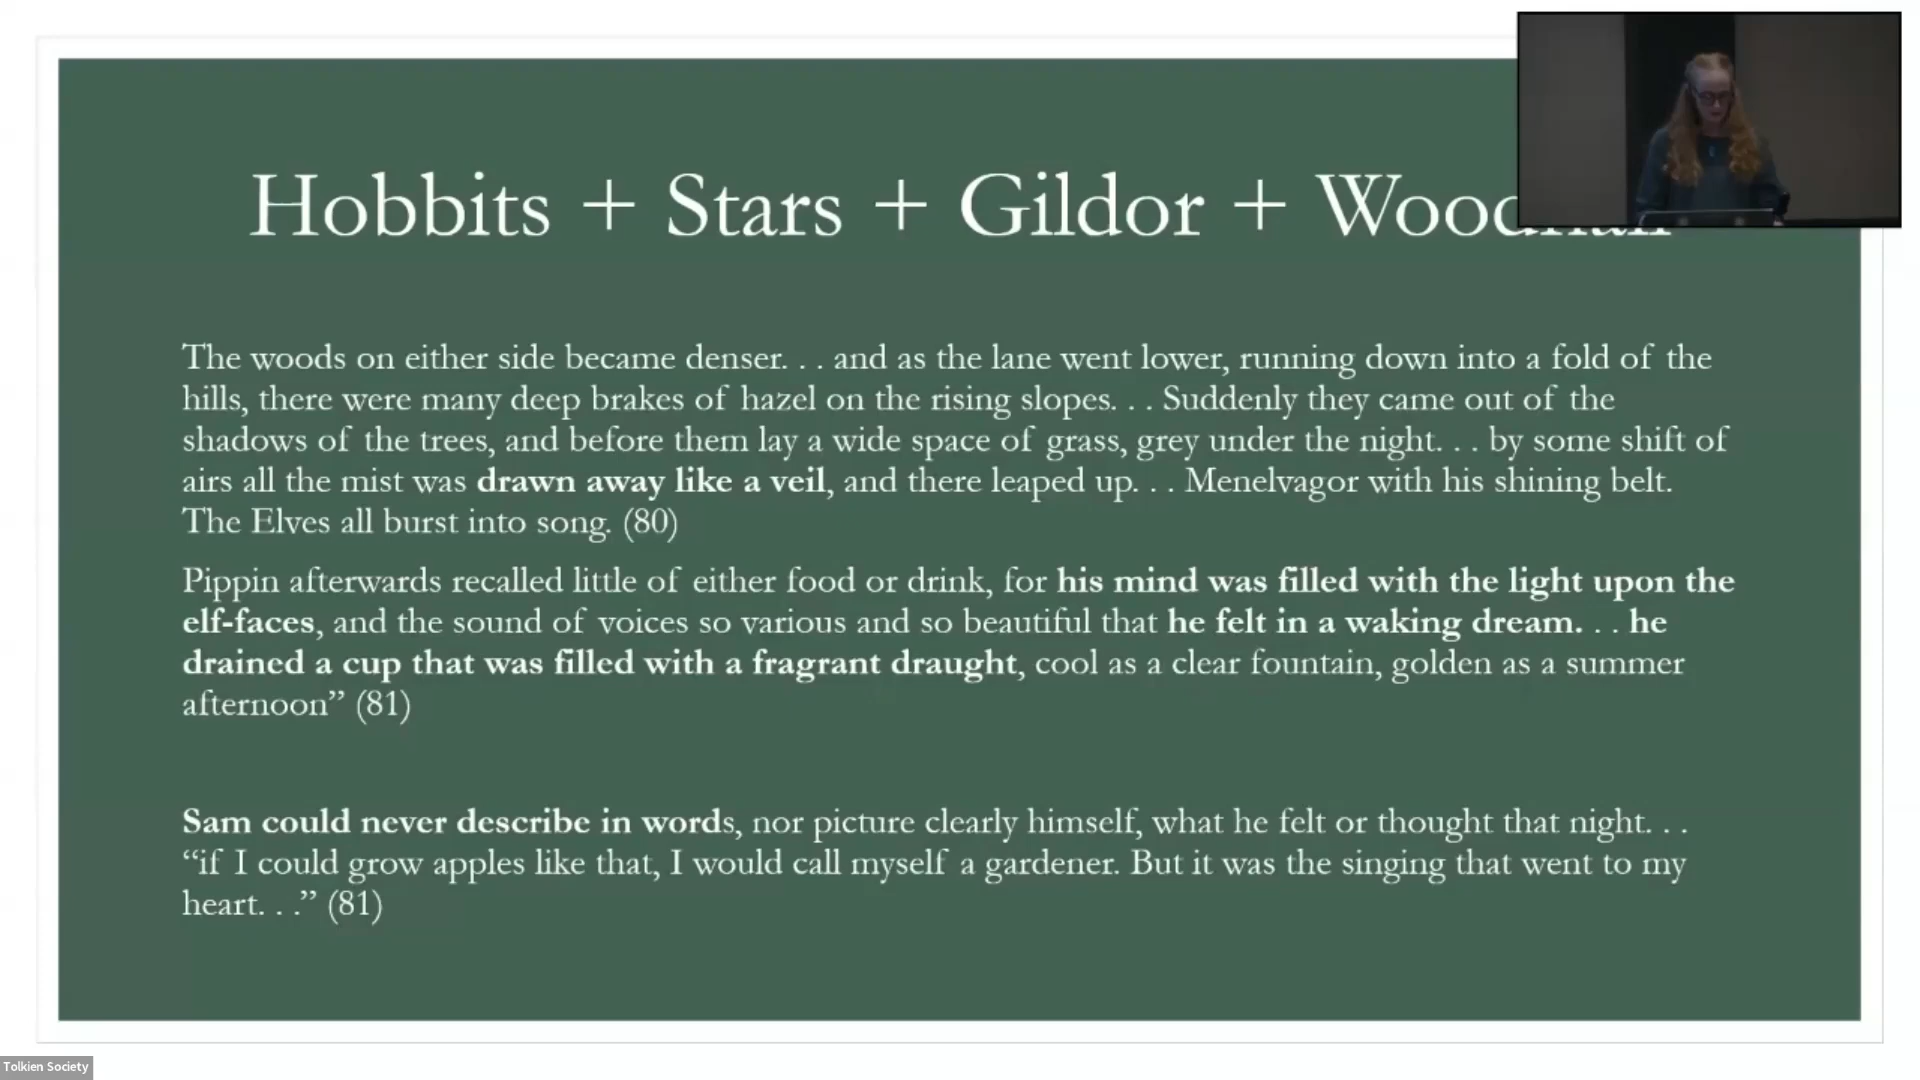 Hobbits + Stars + Gildor +
The woods on either side became denser. . . and as the lane went lower, running down into a fold of the
hills, there were many deep brakes of hazel on the rising slopes. . . Suddenly they came out of the
shadows of the trees, and before them lay a wide space of grass, grey under the night. . . by some shift of
airs all the mist was drawn away like a veil, and there leaped up. . . Menelvagor with his shining belt.
The Elves all burst into song. (80)
Pippin afterwards recalled little of either food or drink, for his mind was filled with the light upon the
elf-faces, and the sound of voices so various and so beautiful that he felt in a waking dream. . . he
drained a cup that was filled with a fragrant draught, cool as a clear fountain, golden as a summer
afternoon” (81)
Sam could never describe in words, nor picture clearly himself, what he felt or thought that night. . .
“if I could grow apples like that, I would call myself a gardener. But it was the singing that went to my
heart. . .” (81)
Tolkien Society